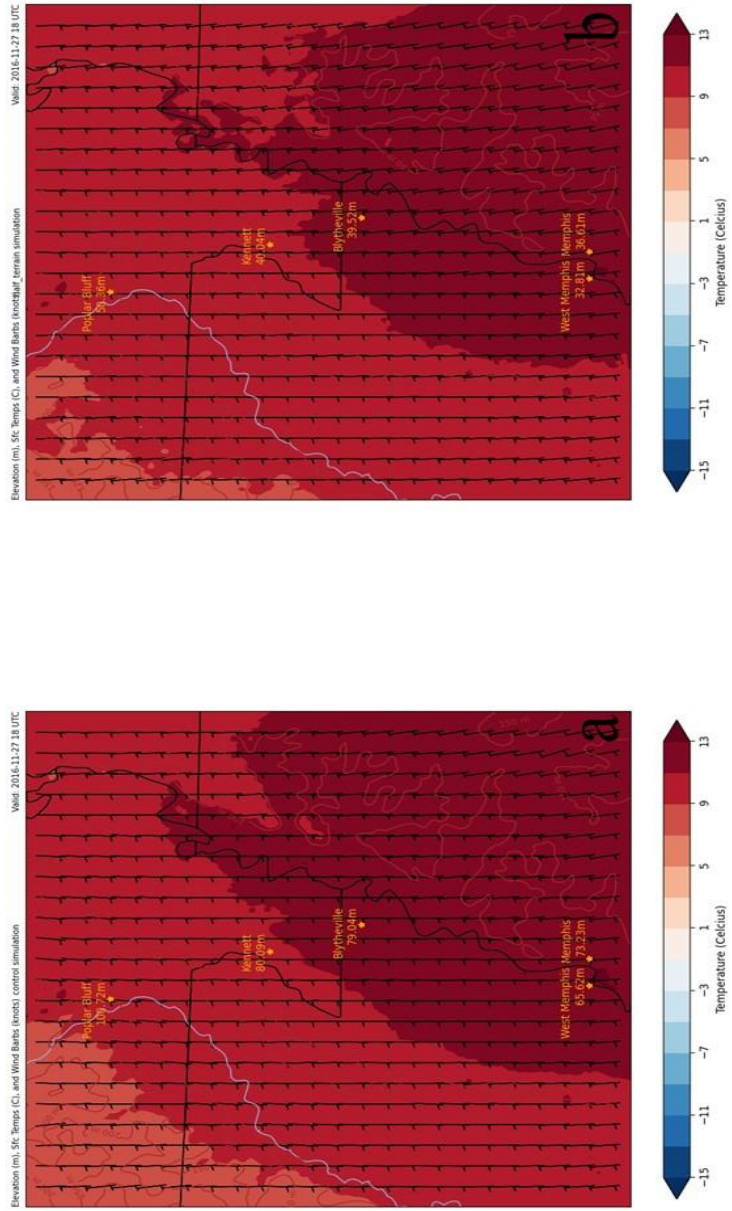 Elevation (m), Sfc Temps (C), and Wind Barbs (knots) control simulation
Valid: 2016-11-27 18 UTC
Poplar Bluff
Kennett
80.09m
Blytheville
79.04m
West Memphis
65.62m
Memphis
73.23m
150 m
a
−15
−11
−7
−3
1
5
9
13
Temperature (Celcius)
Elevation (m), Sfc Temps (C), and Wind Barbs (knots)half_terrain simulation
Valid: 2016-11-27 18 UTC
Poplar Bluff
Kennett
40.04m
Blytheville
39.52m
West Memphis
32.81m
Memphis
36.61m
b
−15
−11
−7
−3
1
5
9
13
Temperature (Celcius)